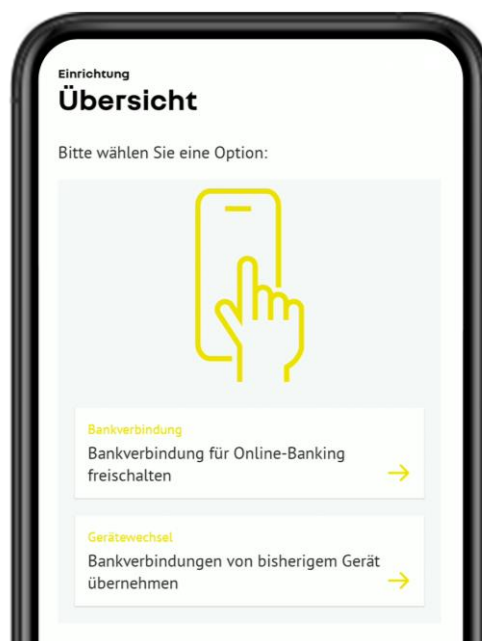 Einrichtung
Übersicht
Bitte wählen Sie eine Option:
Bankverbindung
Bankverbindung für Online-Banking
freischalten
Gerätewechsel
Bankverbindungen von bisherigem Gerät
übernehmen